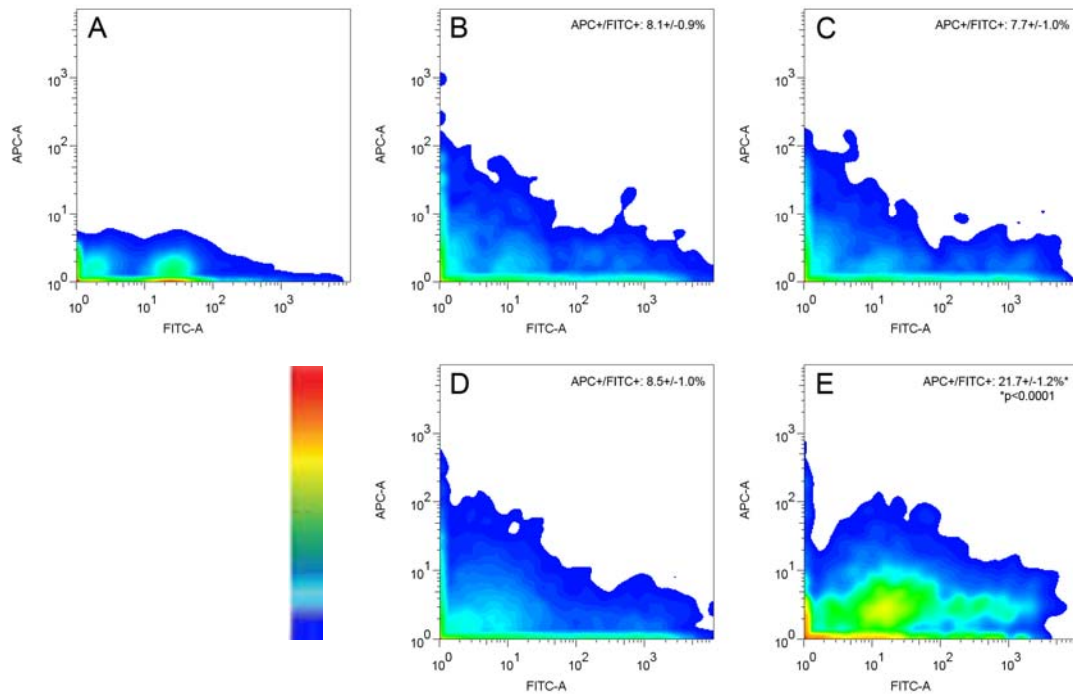 A
10³
10²
10¹
10⁰
APC-A
10⁰ 10¹ 10² 10³
FITC-A
B
APC+/FITC+: 8.1+/-0.9%
10³
10²
10¹
10⁰
APC-A
10⁰ 10¹ 10² 10³
FITC-A
C
APC+/FITC+: 7.7+/-1.0%
10³
10²
10¹
10⁰
APC-A
10⁰ 10¹ 10² 10³
FITC-A
D
APC+/FITC+: 8.5+/-1.0%
10³
10²
10¹
10⁰
APC-A
10⁰ 10¹ 10² 10³
FITC-A
E
APC+/FITC+: 21.7+/-1.2%*
*p<0.0001
10³
10²
10¹
10⁰
APC-A
10⁰ 10¹ 10² 10³
FITC-A